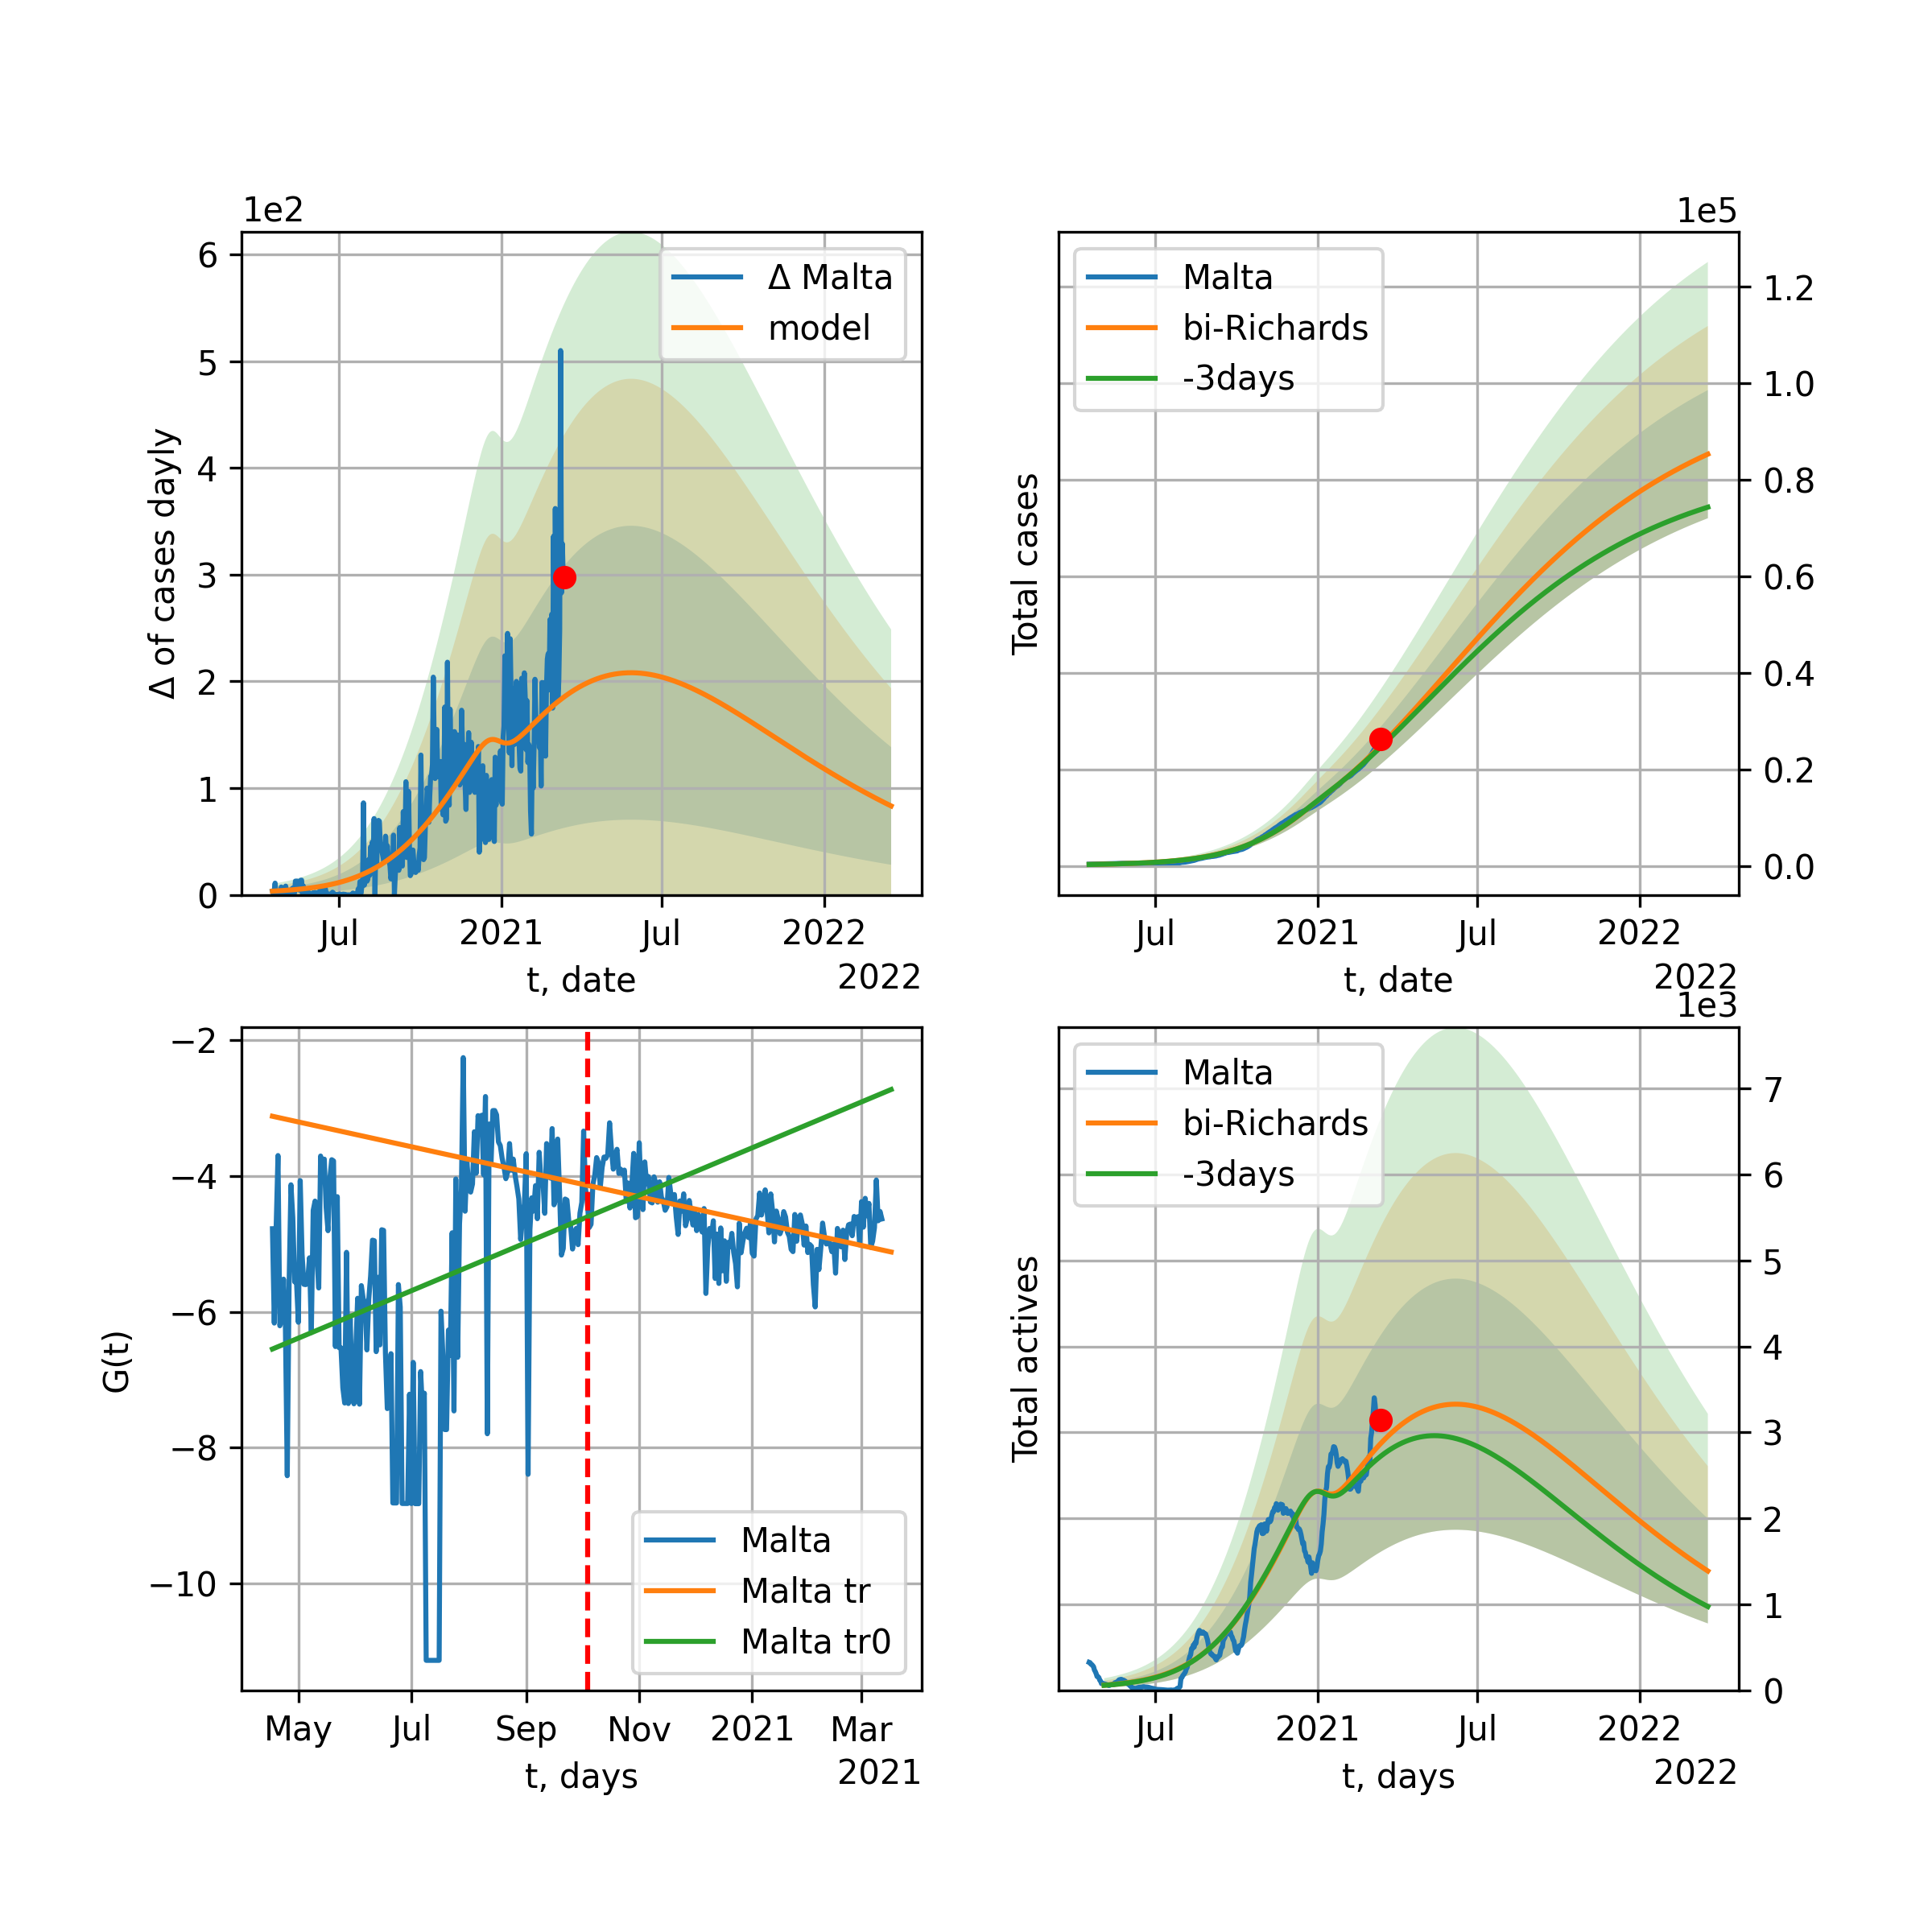 1e2
6
5
4
3
2
1
0
Δ of cases dayly
Δ Malta
model
Jul
2021
Jul
2022
t, date
2022
1e5
Malta
bi-Richards
-3days
1.2
1.0
0.8
0.6
0.4
0.2
0.0
Total cases
Jul
2021
Jul
2022
t, date
2022
−2
−4
−6
−8
−10
G(t)
Malta
Malta tr
Malta tr0
May
Jul
Sep
Nov
2021
Mar
t, days
2021
1e3
Malta
bi-Richards
-3days
7
6
5
4
3
2
1
0
Total actives
Jul
2021
Jul
2022
t, days
2022